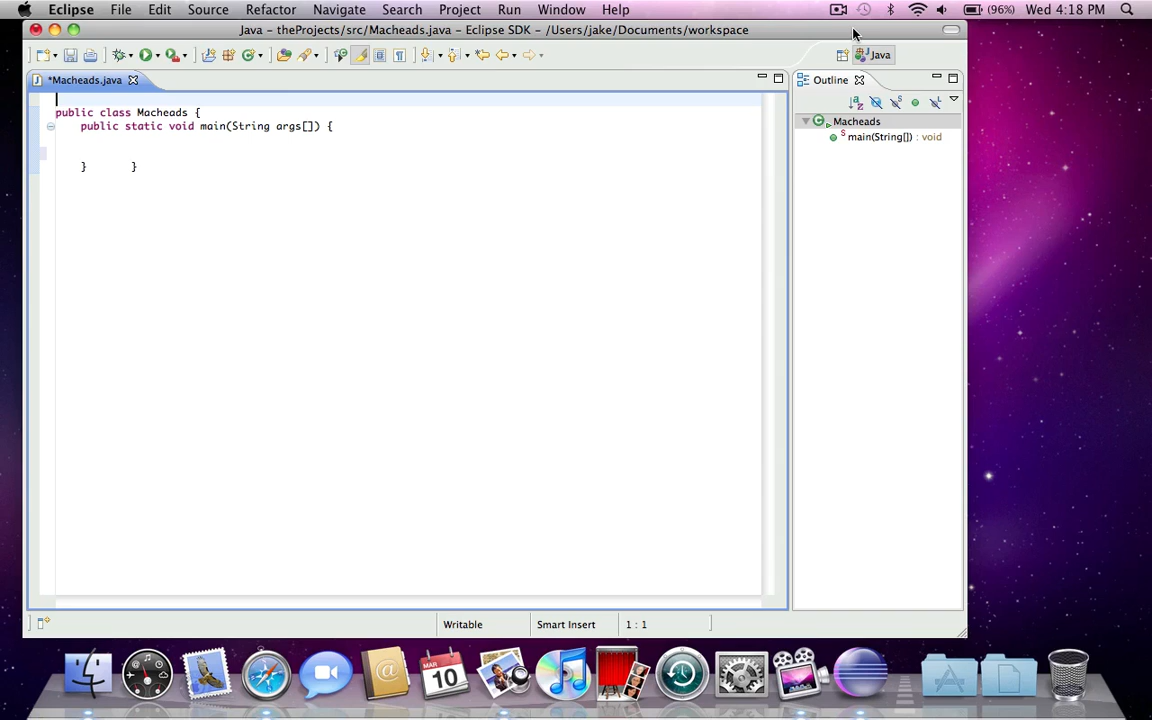 Eclipse File Edit Source Refactor Navigate Search Project Run Window Help (96%) Wed 4:18 PM
Java – theProjects/src/Macheads.java – Eclipse SDK – /Users/jake/Documents/workspace
Java
*Macheads.java
Outline
public class Macheads {
public static void main(String args[]) {
} }
Macheads
main(String[]) : void
Writable Smart Insert 1 : 1
MAR
10